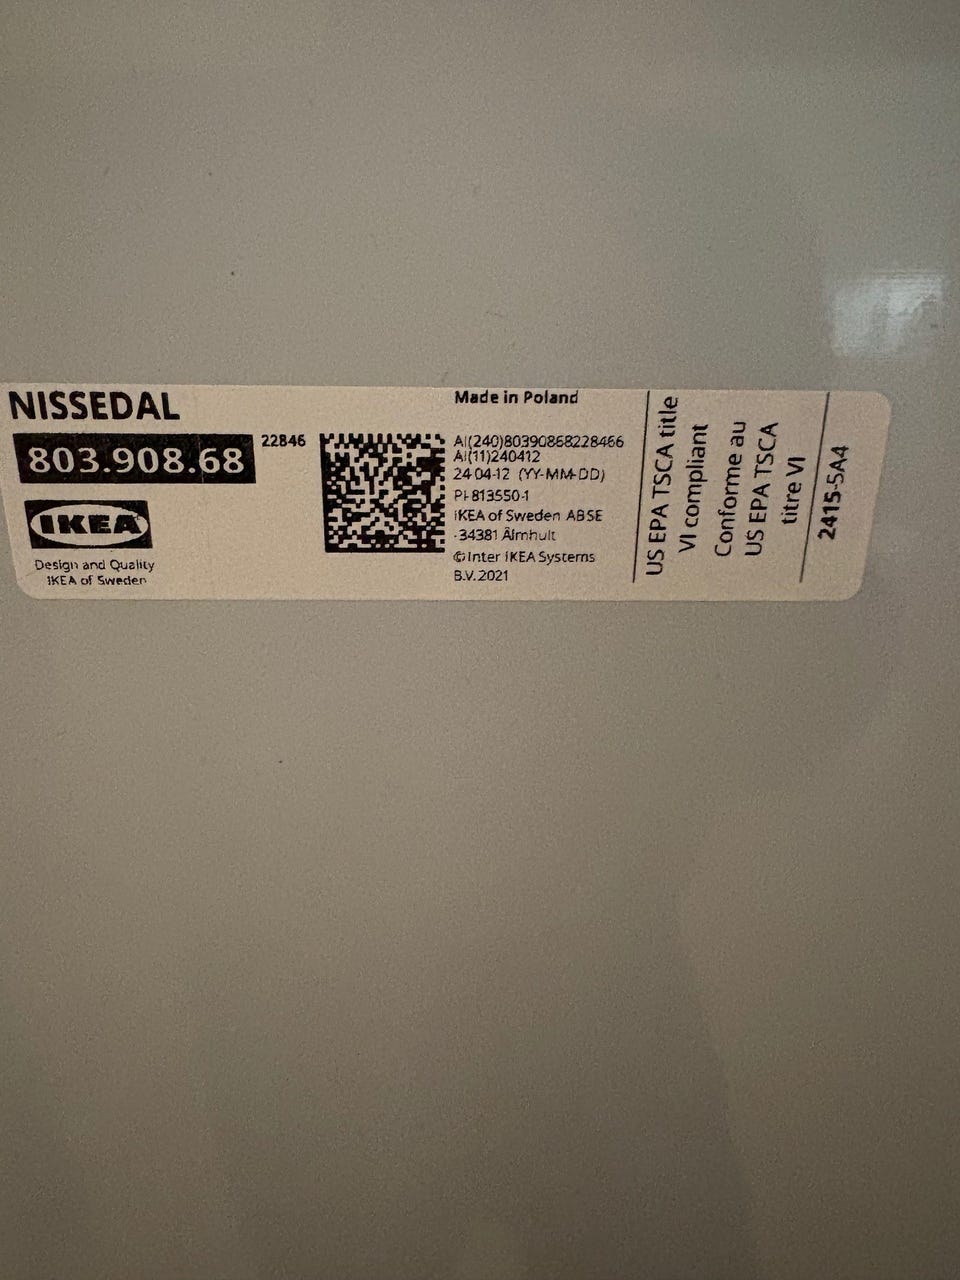 NISSEDAL
803.908.68
22846
IKEA
Design and Quality
IKEA of Sweden
Made in Poland
AI(240)80390868228466
AI(11)240412
24-04-12 (YY-MM-DD)
PI-813550-1
IKEA of Sweden AB SE
-34381 Älmhult
© Inter IKEA Systems
B.V. 2021
US EPA TSCA title
VI compliant
Conforme au
US EPA TSCA
titre VI
2415-5A4